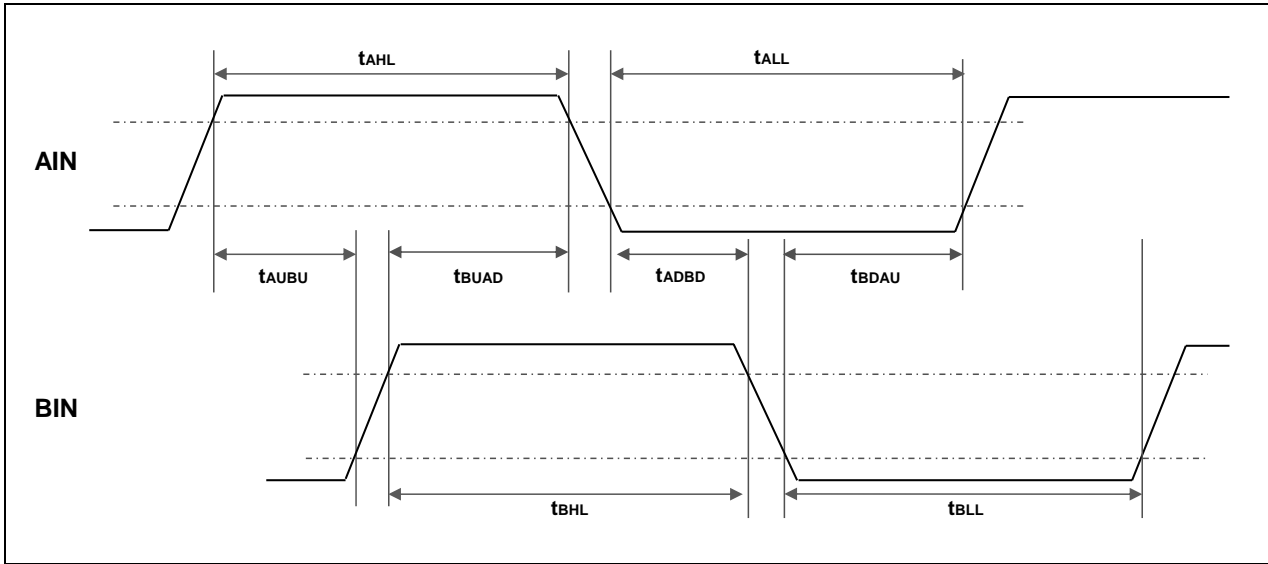 tAHL
tALL
AIN
tAUBU
tBUAD
tADBD
tBDAU
BIN
tBHL
tBLL